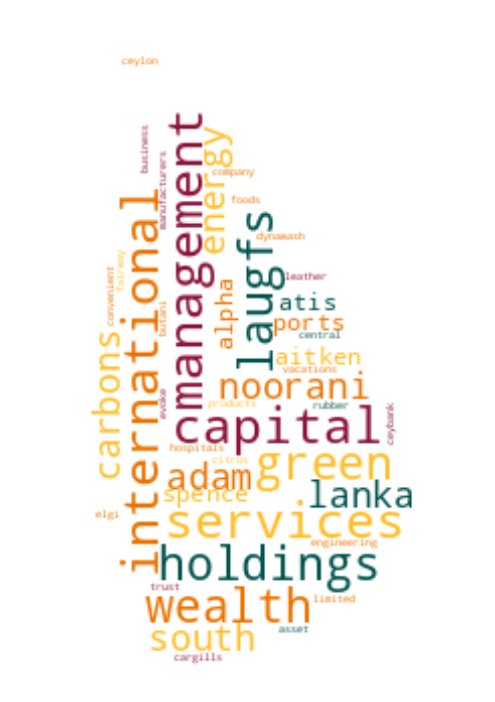 ceylon
management
business
energy
manufacturers
company
international
foods
laugfs
dynawash
fairway
convenient
leather
alpha
atis
butani
ports
central
carbons
aitken
vacations
noorani
evoke
products
rubber
ceybank
capital
hospitals
green
citrus
adam
lanka
spence
services
elgi
engineering
holdings
trust
wealth
limited
south
asset
cargills